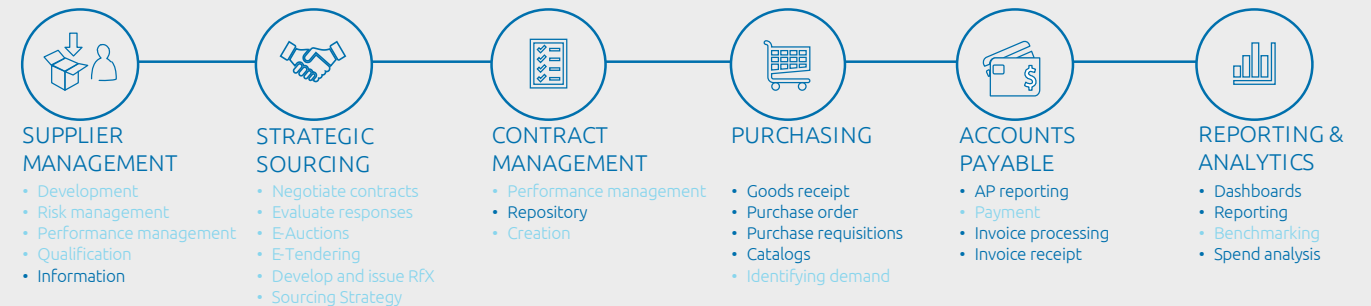 SUPPLIER
MANAGEMENT
• Development
• Risk management
• Performance management
• Qualification
• Information
STRATEGIC
SOURCING
• Negotiate contracts
• Evaluate responses
• E-Auctions
• E-Tendering
• Develop and issue RfX
• Sourcing Strategy
CONTRACT
MANAGEMENT
• Performance management
• Repository
• Creation
PURCHASING
• Goods receipt
• Purchase order
• Purchase requisitions
• Catalogs
• Identifying demand
$
ACCOUNTS
PAYABLE
• AP reporting
• Payment
• Invoice processing
• Invoice receipt
REPORTING &
ANALYTICS
• Dashboards
• Reporting
• Benchmarking
• Spend analysis